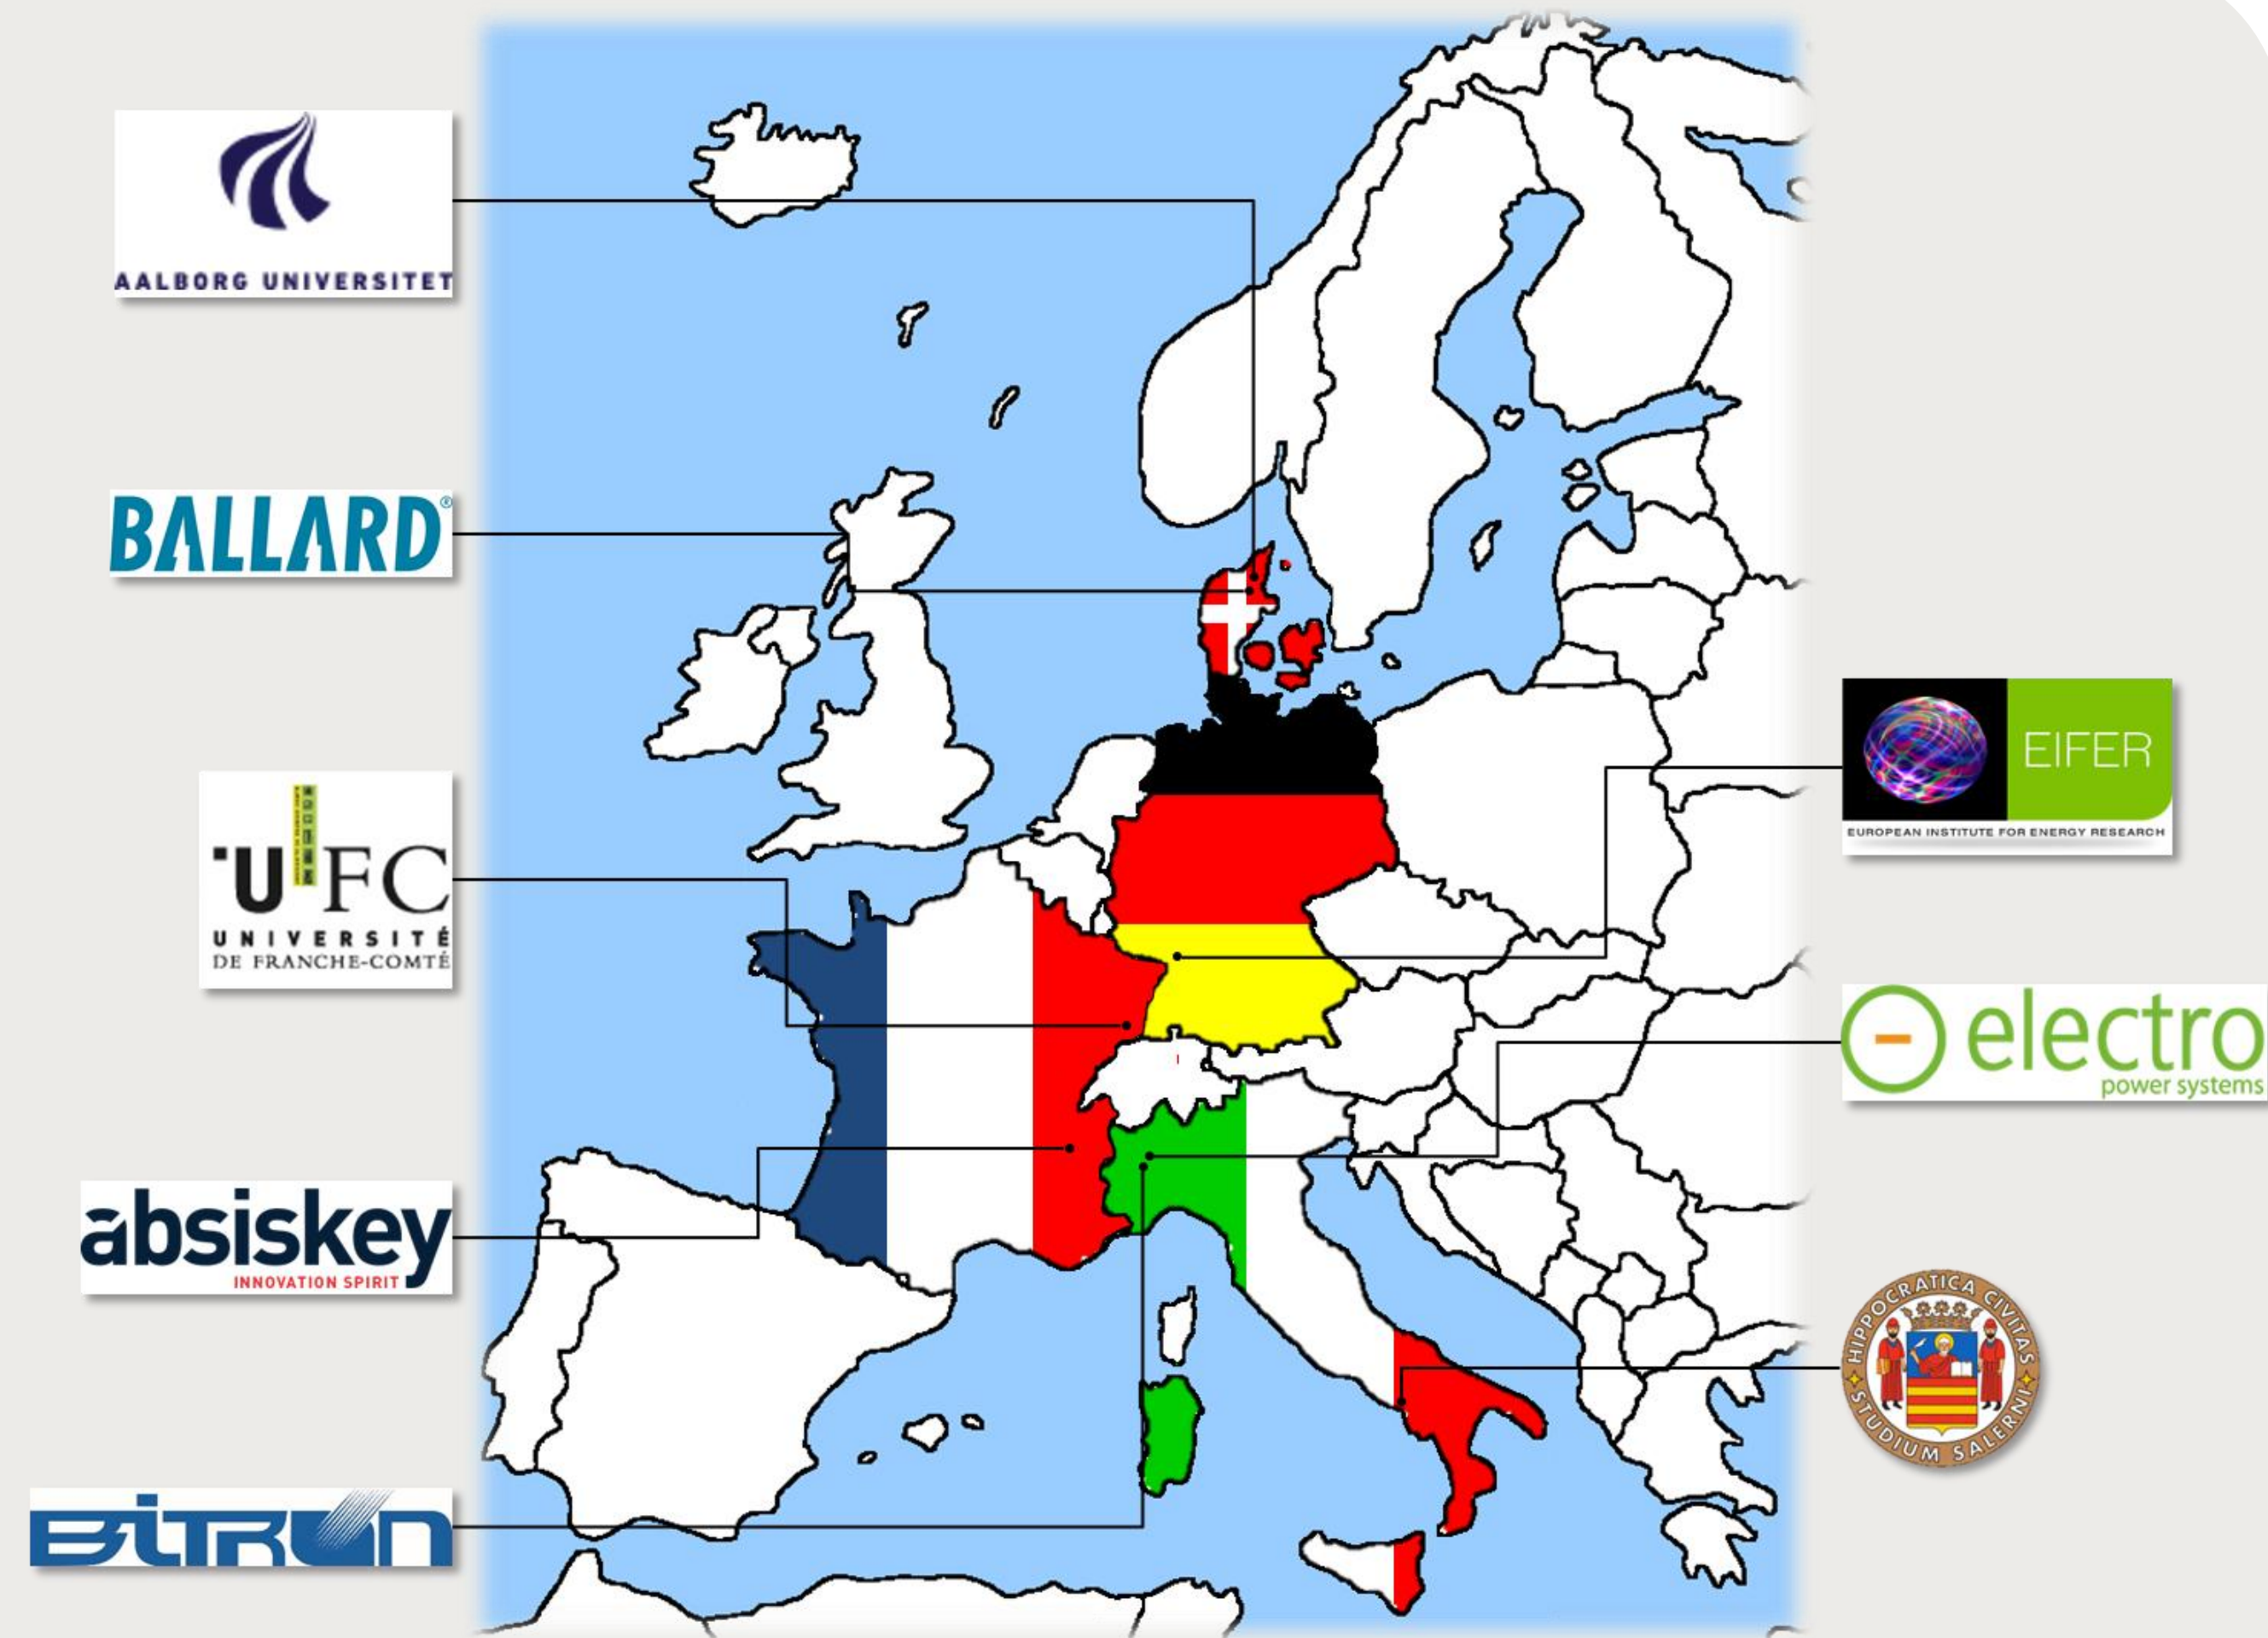 AALBORG UNIVERSITET
BALLARD®
UFC
UNIVERSITÉ
DE FRANCHE-COMTÉ
absiskey
INNOVATION SPIRIT
BiTRON
EIFER
EUROPEAN INSTITUTE FOR ENERGY RESEARCH
electro
power systems
HIPPOCRATICA CIVITAS
STUDIUM SALERNI